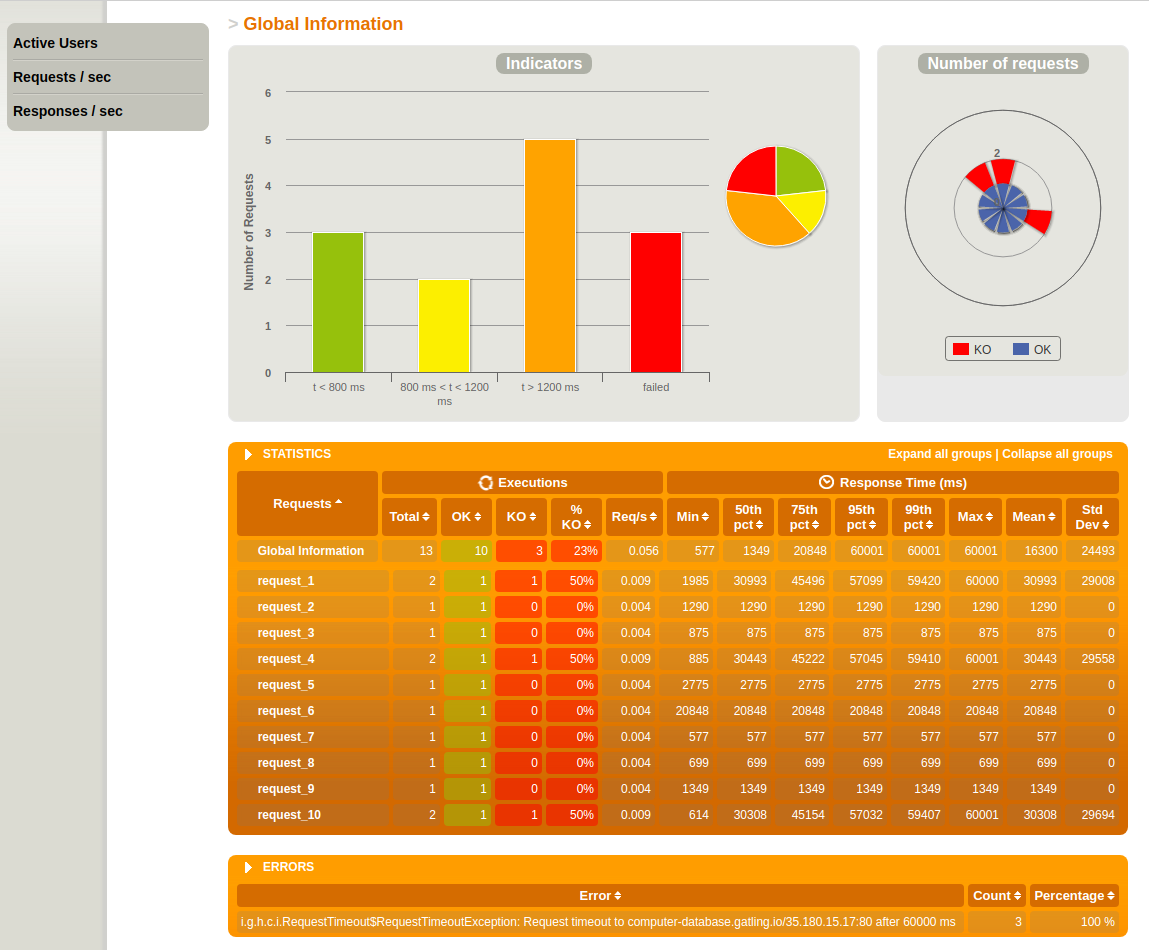 > Global Information
Active Users
Requests / sec
Responses / sec
Indicators
Number of Requests
6
5
4
3
2
1
0
t < 800 ms
800 ms < t < 1200 ms
t > 1200 ms
failed
Number of requests
2
KO OK
STATISTICS Expand all groups | Collapse all groups
Requests Executions Response Time (ms)
Total OK KO % KO Req/s Min 50th pct 75th pct 95th pct 99th pct Max Mean Std Dev
Global Information 13 10 3 23% 0.056 577 1349 20848 60001 60001 60001 16300 24493
request_1 2 1 1 50% 0.009 1985 30993 45496 57099 59420 60000 30993 29008
request_2 1 1 0 0% 0.004 1290 1290 1290 1290 1290 1290 1290 0
request_3 1 1 0 0% 0.004 875 875 875 875 875 875 875 0
request_4 2 1 1 50% 0.009 885 30443 45222 57045 59410 60001 30443 29558
request_5 1 1 0 0% 0.004 2775 2775 2775 2775 2775 2775 2775 0
request_6 1 1 0 0% 0.004 20848 20848 20848 20848 20848 20848 20848 0
request_7 1 1 0 0% 0.004 577 577 577 577 577 577 577 0
request_8 1 1 0 0% 0.004 699 699 699 699 699 699 699 0
request_9 1 1 0 0% 0.004 1349 1349 1349 1349 1349 1349 1349 0
request_10 2 1 1 50% 0.009 614 30308 45154 57032 59407 60001 30308 29694
ERRORS
Error Count Percentage
i.g.h.c.i.RequestTimeout$RequestTimeoutException: Request timeout to computer-database.gatling.io/35.180.15.17:80 after 60000 ms 3 100 %